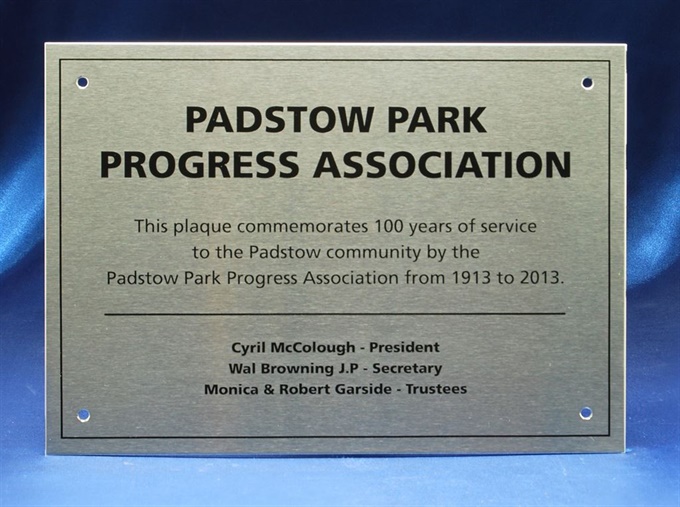 PADSTOW PARK
PROGRESS ASSOCIATION
This plaque commemorates 100 years of service
to the Padstow community by the
Padstow Park Progress Association from 1913 to 2013.
Cyril McColough - President
Wal Browning J.P - Secretary
Monica & Robert Garside - Trustees